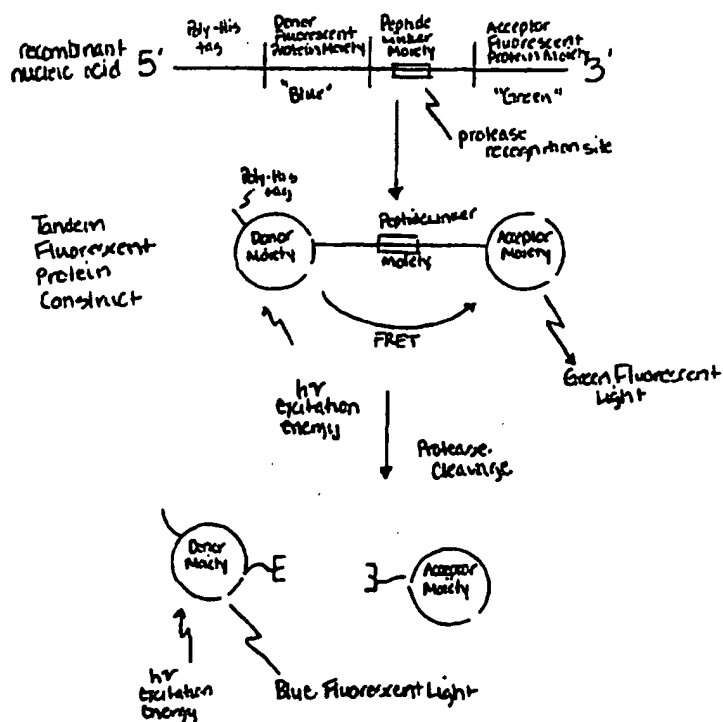 Poly-His
tag
Donor
Fluorescent
Protein Moiety
Peptide
Linker
Moiety
Acceptor
Fluorescent
Protein Moiety
recombinant
nucleic acid
5'
3'
"Blue"
"Green"
protease
recognition site
Poly-His
tag
Tandem
Fluorescent
Protein
Construct
Donor
Moiety
Peptide Linker
Moiety
Acceptor
Moiety
FRET
hν
excitation
energy
Green Fluorescent
Light
Protease
Cleavage
Donor
Moiety
Acceptor
Moiety
hν
excitation
energy
Blue Fluorescent Light